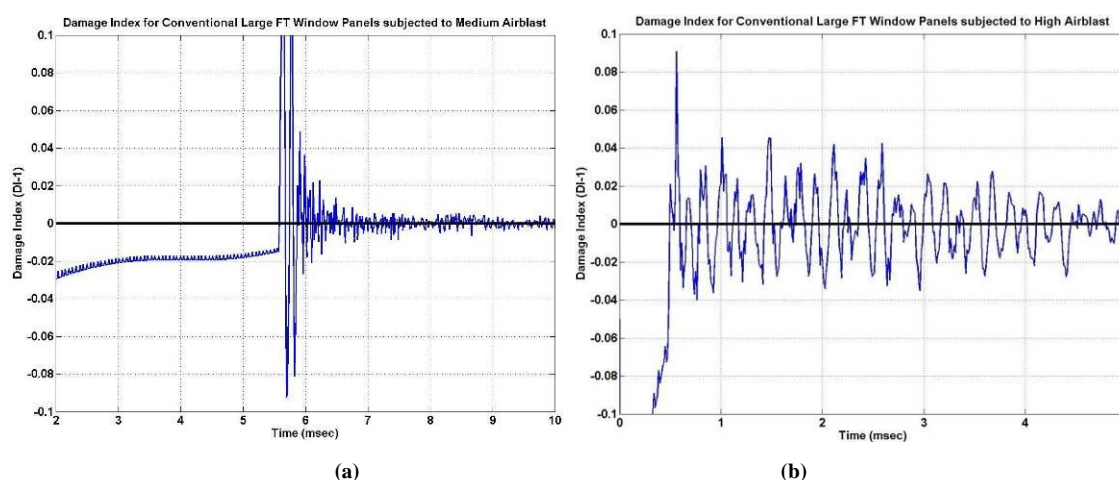 Damage Index for Conventional Large FT Window Panels subjected to Medium Airblast
0.1
0.08
0.06
0.04
0.02
0
-0.02
-0.04
-0.06
-0.08
-0.1
Damage Index (DI-1)
2 3 4 5 6 7 8 9 10
Time (msec)
(a)
Damage Index for Conventional Large FT Window Panels subjected to High Airblast
0.1
0.08
0.06
0.04
0.02
0
-0.02
-0.04
-0.06
-0.08
-0.1
Damage Index (DI-1)
0 1 2 3 4
Time (msec)
(b)